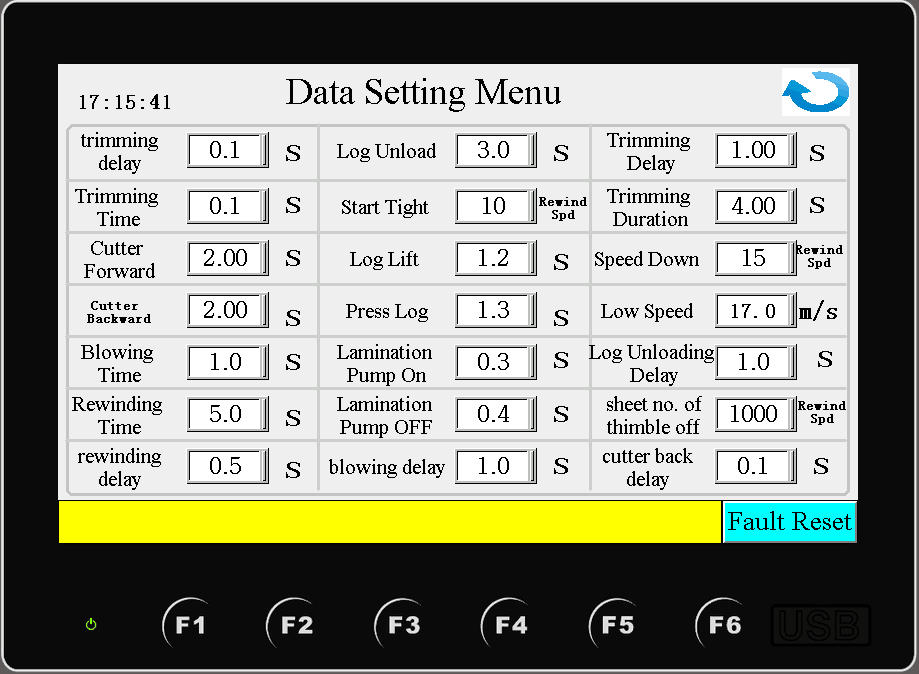 Data Setting Menu
17:15:41
trimming
delay
0.1 S
Log Unload 3.0 S
Trimming
Delay
1.00 S
Trimming
Time
0.1 S
Start Tight 10 Rewind
Spd
Trimming
Duration
4.00 S
Cutter
Forward
2.00 S
Log Lift 1.2 S
Speed Down 15 Rewind
Spd
Cutter
Backward
2.00 S
Press Log 1.3 S
Low Speed 17.0 m/s
Blowing
Time
1.0 S
Lamination
Pump On
0.3 S
Log Unloading
Delay
1.0 S
Rewinding
Time
5.0 S
Lamination
Pump OFF
0.4 S
sheet no. of
thimble off
1000 Rewind
Spd
rewinding
delay
0.5 S
blowing delay 1.0 S
cutter back
delay
0.1 S
Fault Reset
F1 F2 F3 F4 F5 F6 USB